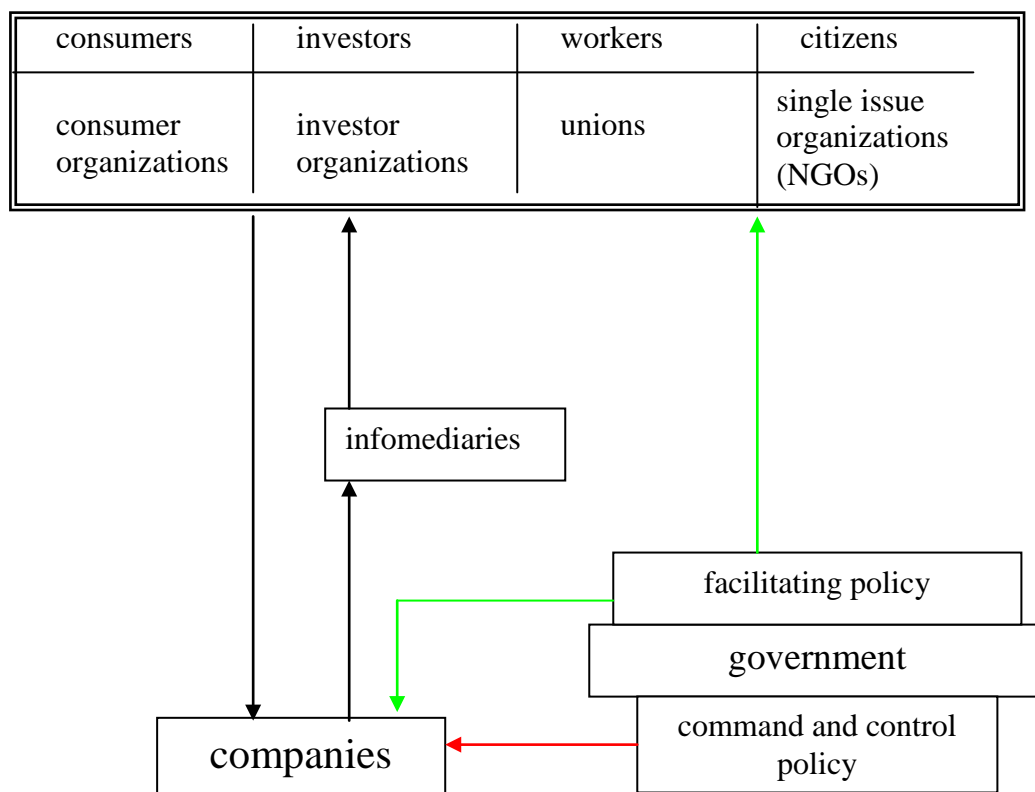 consumers
investors
workers
citizens
consumer
organizations
investor
organizations
unions
single issue
organizations
(NGOs)
infomediaries
facilitating policy
government
command and control
policy
companies